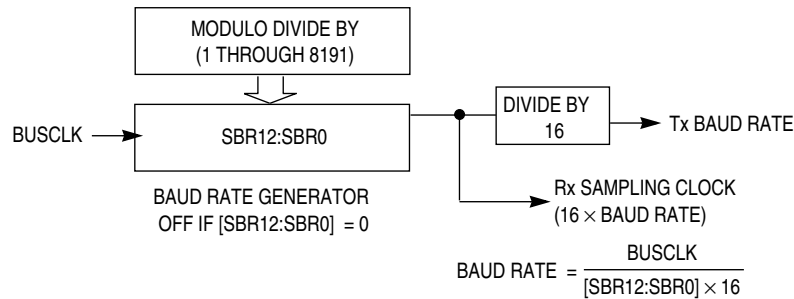 MODULO DIVIDE BY
(1 THROUGH 8191)
BUSCLK
SBR12:SBR0
DIVIDE BY
16
Tx BAUD RATE
BAUD RATE GENERATOR
OFF IF [SBR12:SBR0] = 0
Rx SAMPLING CLOCK
(16 × BAUD RATE)
BAUD RATE =
BUSCLK
[SBR12:SBR0] × 16